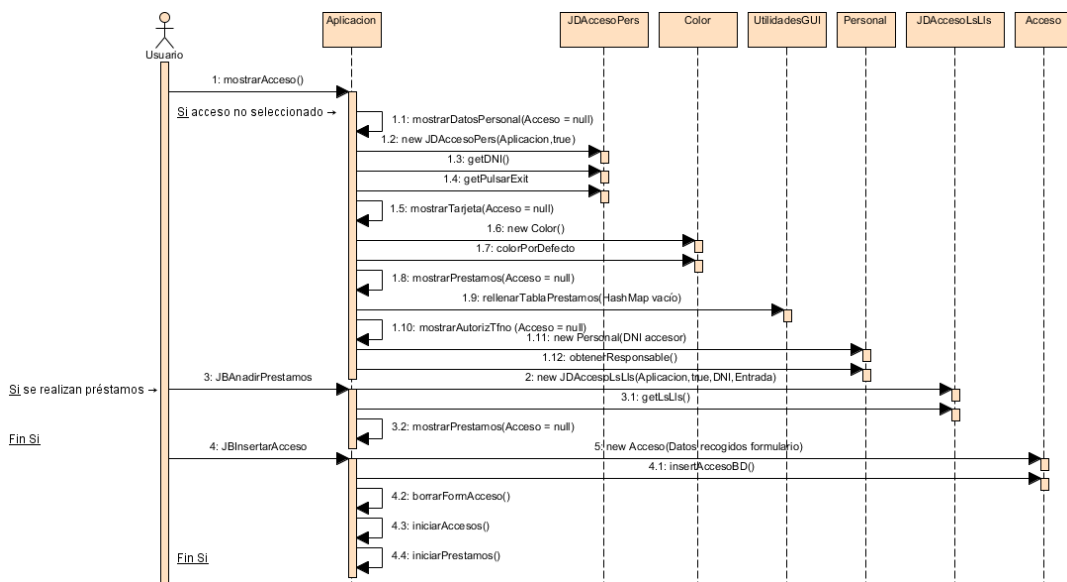 Aplicacion
JDAccesoPers
Color
UtilidadesGUI
Personal
JDAccesoLsLls
Acceso
Usuario
1: mostrarAcceso()
Si acceso no seleccionado →
1.1: mostrarDatosPersonal(Acceso = null)
1.2: new JDAccesoPers(Aplicacion,true)
1.3: getDNI()
1.4: getPulsarExit
1.5: mostrarTarjeta(Acceso = null)
1.6: new Color()
1.7: colorPorDefecto
1.8: mostrarPrestamos(Acceso = null)
1.9: rellenarTablaPrestamos(HashMap vacío)
1.10: mostrarAutorizTfno (Acceso = null)
1.11: new Personal(DNI accesor)
1.12: obtenerResponsable()
Si se realizan préstamos →
3: JBAnadirPrestamos
2: new JDAccesoLsLls(Aplicacion,true,DNI,Entrada)
3.1: getLsLls()
3.2: mostrarPrestamos(Acceso = null)
Fin Si
4: JBInsertarAcceso
5: new Acceso(Datos recogidos formulario)
4.1: insertAccesoBD()
4.2: borrarFormAcceso()
4.3: iniciarAccesos()
4.4: iniciarPrestamos()
Fin Si